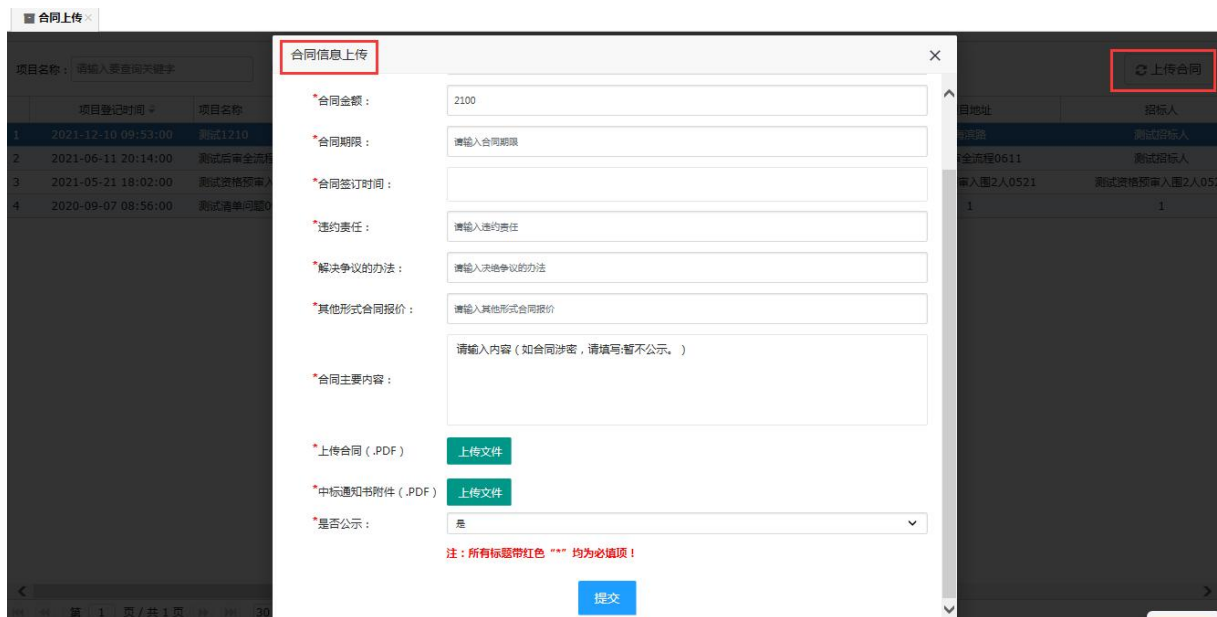 合同上传
项目名称： 请输入要查询关键字
上传合同
项目登记时间 项目名称 目地址 招标人
1 2021-12-10 09:53:00 测试1210 测试招标人
2 2021-06-11 20:14:00 测试后审全流程 审全流程0611 测试招标人
3 2021-05-21 18:02:00 测试资格预审入 审入围2人0521 测试资格预审入围2人052
4 2020-09-07 08:56:00 测试清单问题0 1 1
合同信息上传
*合同金额： 2100
*合同期限： 请输入合同期限
*合同签订时间：
*违约责任： 请输入违约责任
*解决争议的办法： 请输入决绝争议的办法
*其他形式合同报价： 请输入其他形式合同报价
*合同主要内容： 请输入内容（如合同涉密，请填写:暂不公示。）
*上传合同（.PDF） 上传文件
*中标通知书附件（.PDF） 上传文件
*是否公示： 是
注：所有标题带红色“*”均为必填项！
提交
第 1 页/共1页 30